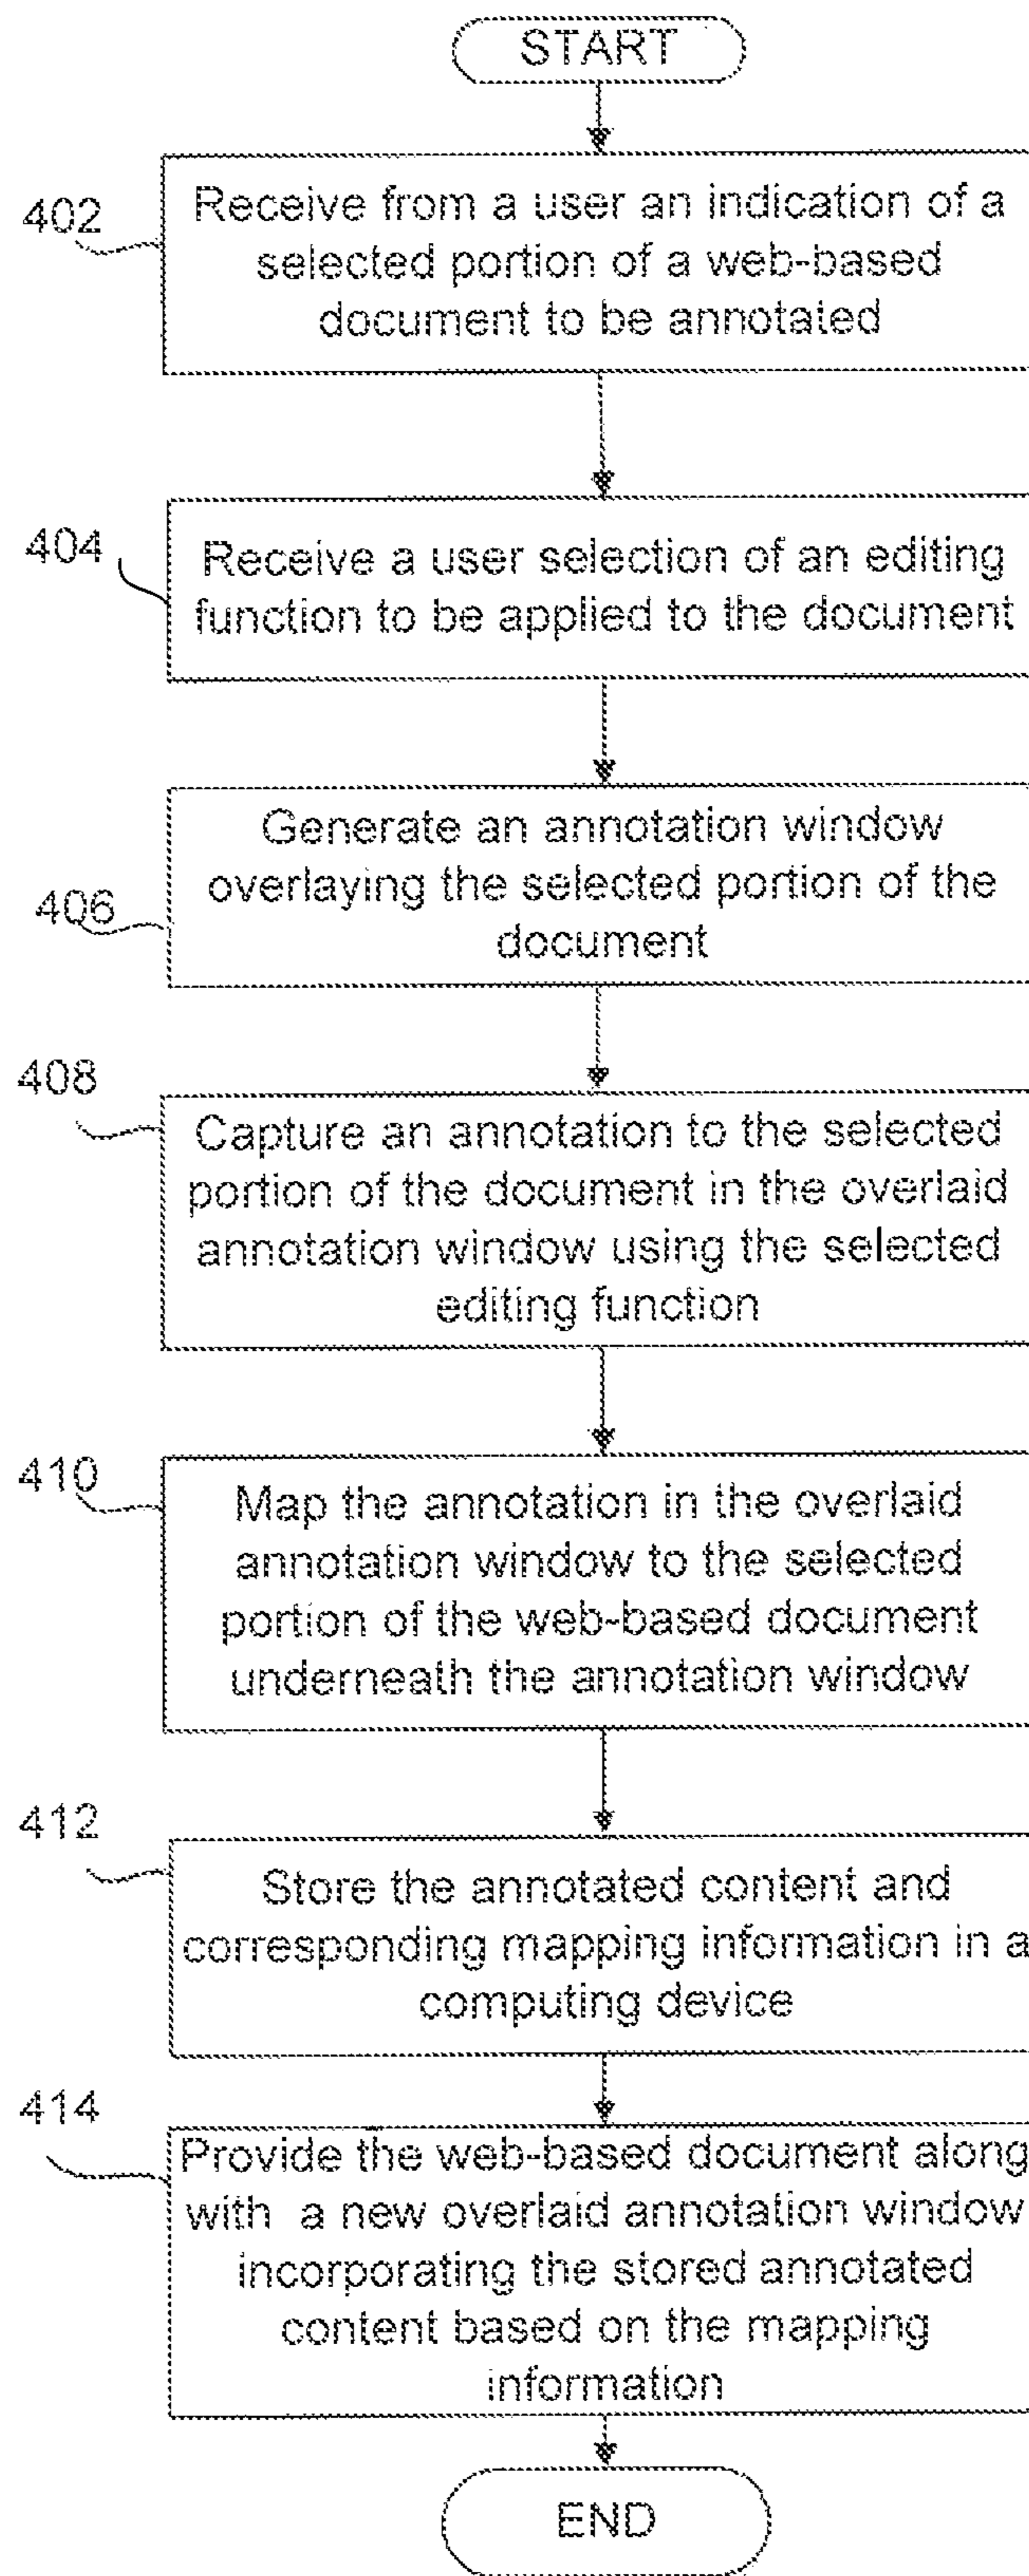 START
402
Receive from a user an indication of a
selected portion of a web-based
document to be annotated
404
Receive a user selection of an editing
function to be applied to the document
406
Generate an annotation window
overlaying the selected portion of the
document
408
Capture an annotation to the selected
portion of the document in the overlaid
annotation window using the selected
editing function
410
Map the annotation in the overlaid
annotation window to the selected
portion of the web-based document
underneath the annotation window
412
Store the annotated content and
corresponding mapping information in a
computing device
414
Provide the web-based document along
with a new overlaid annotation window
incorporating the stored annotated
content based on the mapping
information
END